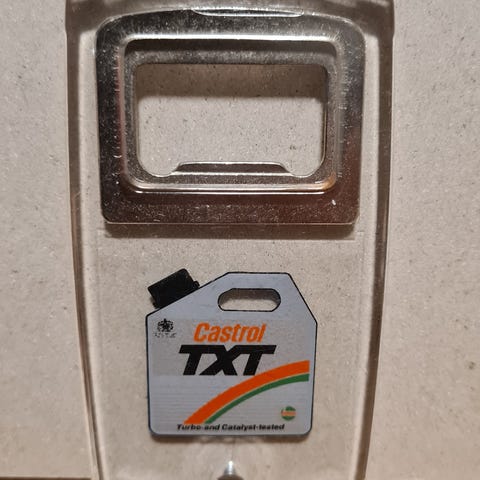 Castrol
TXT
Turbo and Catalyst-tested